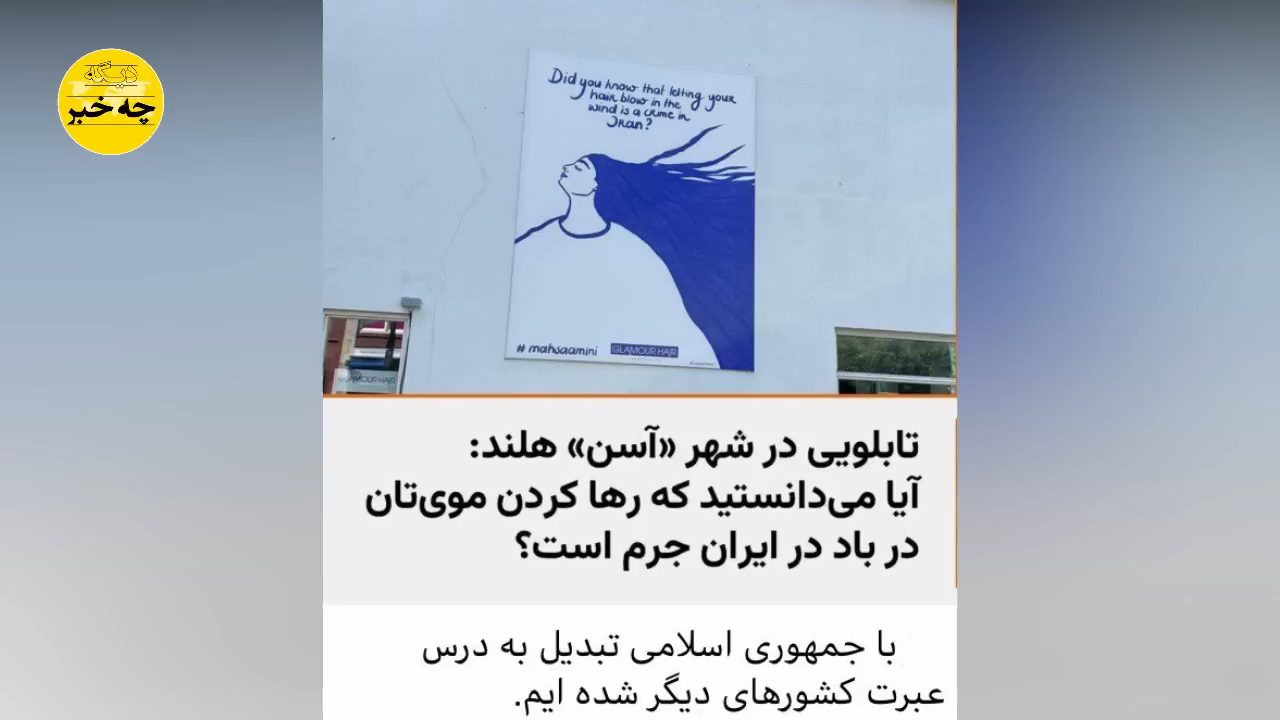 دیگه
چه خبر
Did you know that letting your
hair blow in the
wind is a crime in
Iran?
# mahsaamini
GLAMOUR HAIR
تابلویی در شهر «آسن» هلند:
آیا می‌دانستید که رها کردن موی‌تان
در باد در ایران جرم است؟
با جمهوری اسلامی تبدیل به درس
عبرت کشورهای دیگر شده ایم.